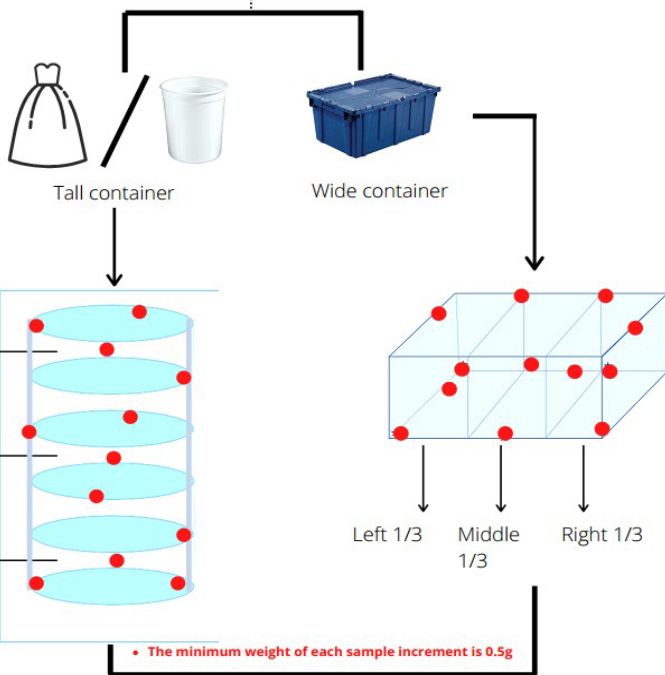 Tall container
Wide container
Left 1/3
Middle
1/3
Right 1/3
• The minimum weight of each sample increment is 0.5g